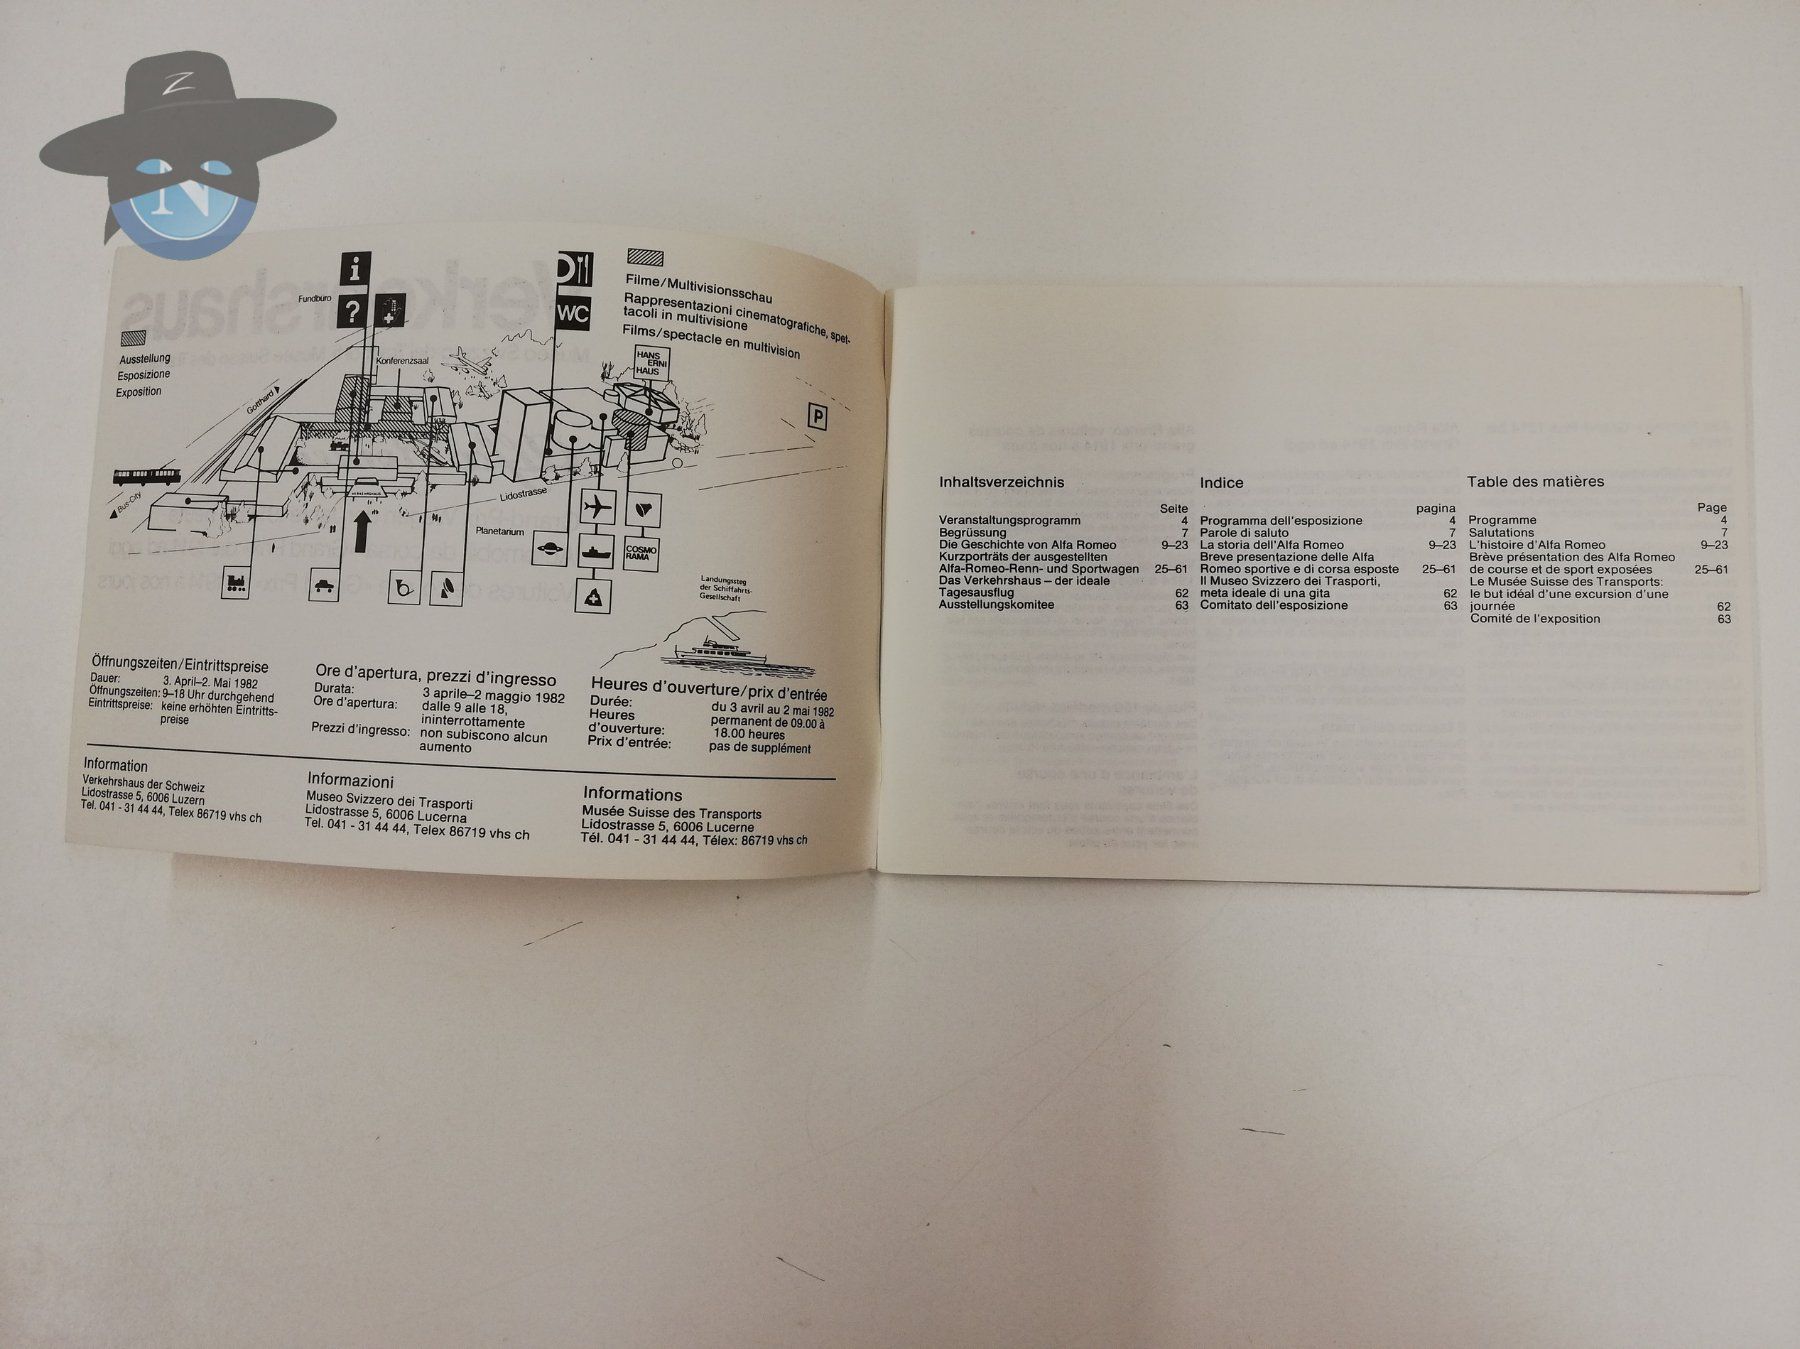 Z
N
i
?
Fundbüro
WC
Filme/Multivisionsschau
Rappresentazioni cinematografiche, spet-
tacoli in multivisione
Films/spectacle en multivision
Ausstellung
Esposizione
Exposition
Konferenzsaal
HANS
ERNI
HAUS
Gotthard
P
Bus-City
Lidostrasse
Planetarium
COSMO
RAMA
Landungssteg
der Schiffahrts-
Gesellschaft
Öffnungszeiten/Eintrittspreise
Dauer: 3. April–2. Mai 1982
Öffnungszeiten: 9–18 Uhr durchgehend
Eintrittspreise: keine erhöhten Eintritts-
preise
Ore d'apertura, prezzi d'ingresso
Durata: 3 aprile–2 maggio 1982
Ore d'apertura: dalle 9 alle 18,
ininterrottamente
Prezzi d'ingresso: non subiscono alcun
aumento
Heures d'ouverture/prix d'entrée
Durée: du 3 avril au 2 mai 1982
Heures permanent de 09.00 à
d'ouverture: 18.00 heures
Prix d'entrée: pas de supplément
Information
Verkehrshaus der Schweiz
Lidostrasse 5, 6006 Luzern
Tel. 041 - 31 44 44, Telex 86719 vhs ch
Informazioni
Museo Svizzero dei Trasporti
Lidostrasse 5, 6006 Lucerna
Tel. 041 - 31 44 44, Telex 86719 vhs ch
Informations
Musée Suisse des Transports
Lidostrasse 5, 6006 Lucerne
Tél. 041 - 31 44 44, Télex: 86719 vhs ch
Inhaltsverzeichnis
Seite
Veranstaltungsprogramm 4
Begrüssung 7
Die Geschichte von Alfa Romeo 9–23
Kurzporträts der ausgestellten
Alfa-Romeo-Renn- und Sportwagen 25–61
Das Verkehrshaus – der ideale
Tagesausflug 62
Ausstellungskomitee 63
Indice
pagina
Programma dell'esposizione 4
Parole di saluto 7
La storia dell'Alfa Romeo 9–23
Breve presentazione delle Alfa
Romeo sportive e di corsa esposte 25–61
Il Museo Svizzero dei Trasporti,
meta ideale di una gita 62
Comitato dell'esposizione 63
Table des matières
Page
Programme 4
Salutations 7
L'histoire d'Alfa Romeo 9–23
Brève présentation des Alfa Romeo
de course et de sport exposées 25–61
Le Musée Suisse des Transports:
le but idéal d'une excursion d'une
journée 62
Comité de l'exposition 63